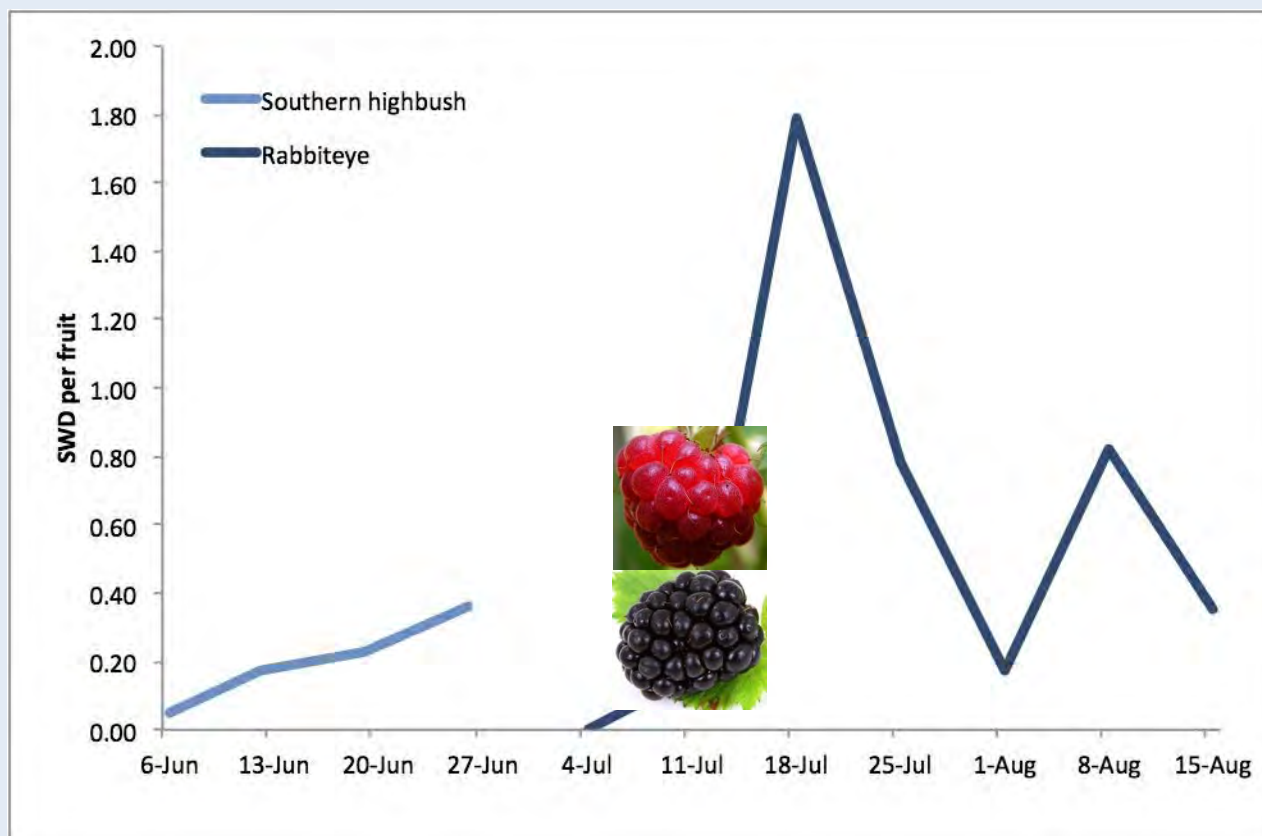 2.00
Southern highbush
1.80
Rabbiteye
1.60
1.40
1.20
1.00
0.80
0.60
0.40
0.20
0.00
SWD per fruit
6-Jun 13-Jun 20-Jun 27-Jun 4-Jul 11-Jul 18-Jul 25-Jul 1-Aug 8-Aug 15-Aug